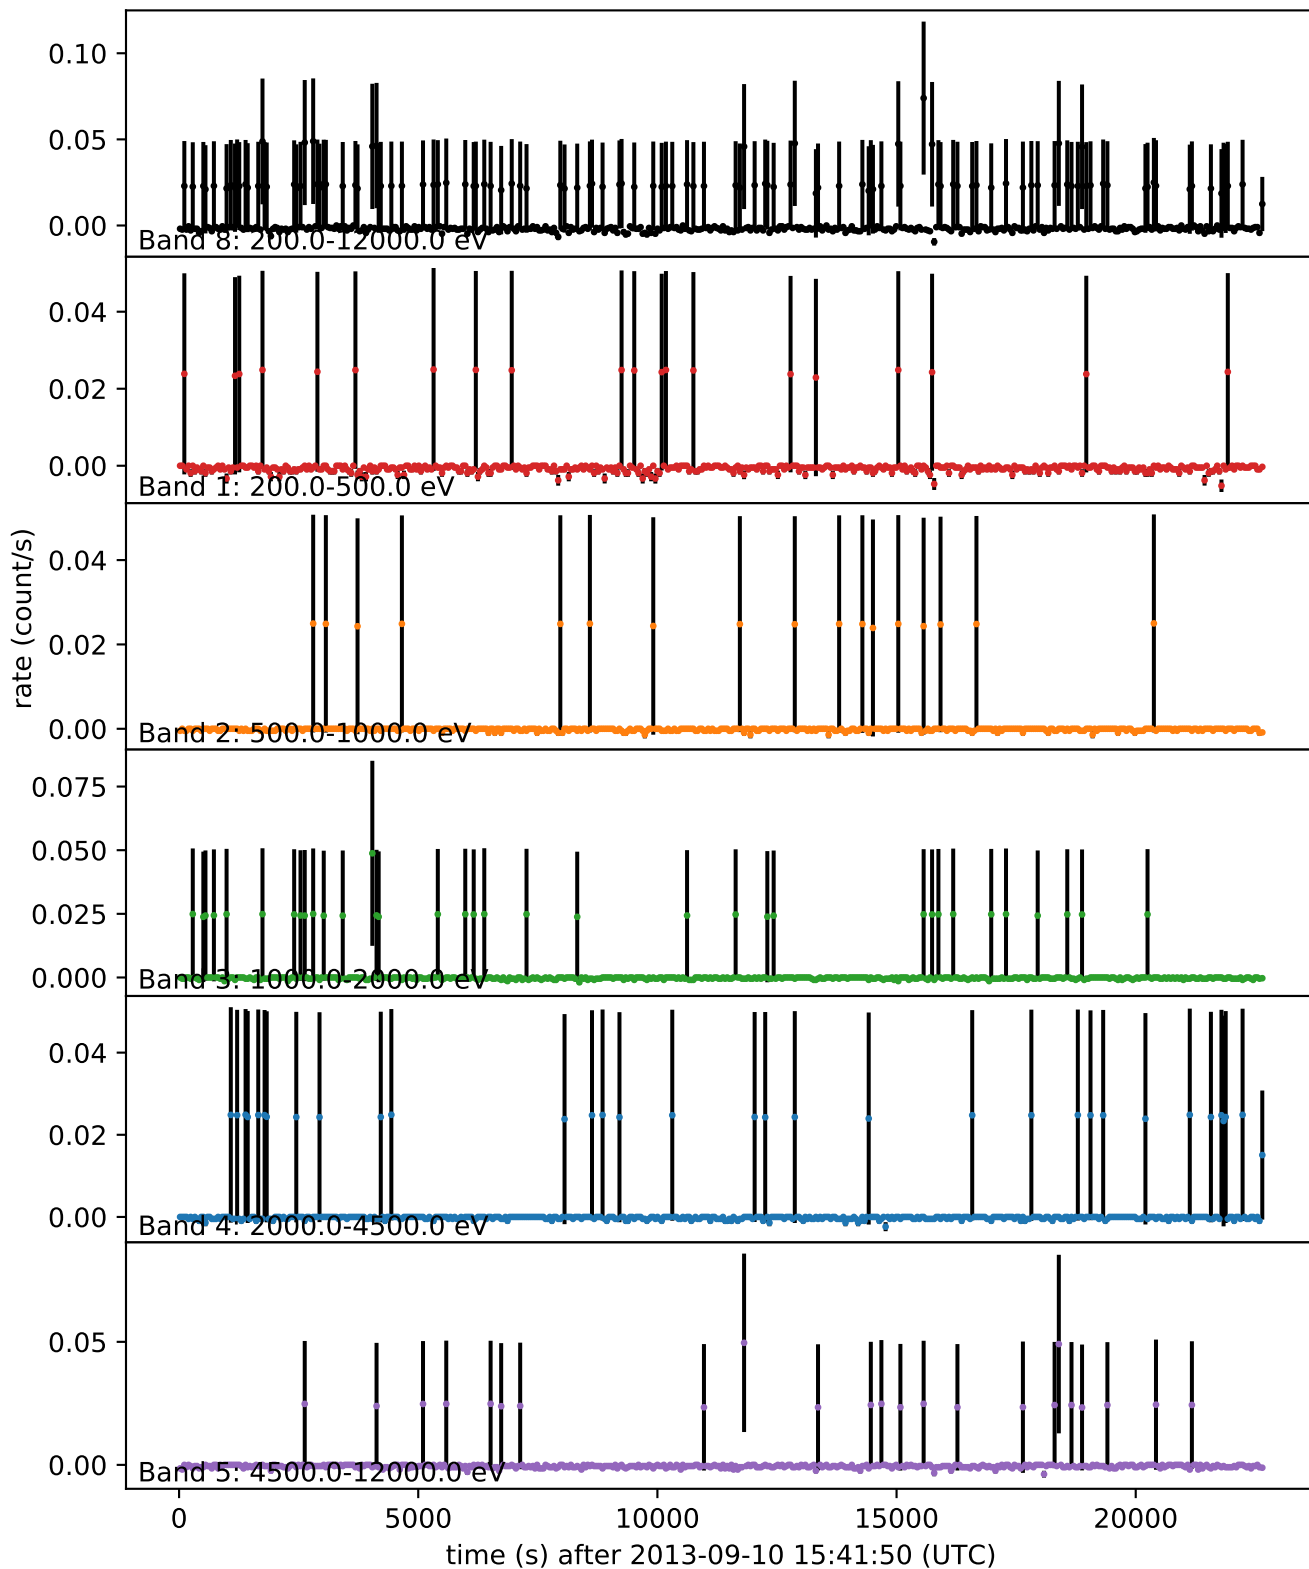 0.10
0.05
0.00
Band 8: 200.0-12000.0 eV
0.04
0.02
0.00
Band 1: 200.0-500.0 eV
rate (count/s)
0.04
0.02
0.00
Band 2: 500.0-1000.0 eV
0.075
0.050
0.025
0.000
Band 3: 1000.0-2000.0 eV
0.04
0.02
0.00
Band 4: 2000.0-4500.0 eV
0.05
0.00
Band 5: 4500.0-12000.0 eV
0 5000 10000 15000 20000
time (s) after 2013-09-10 15:41:50 (UTC)